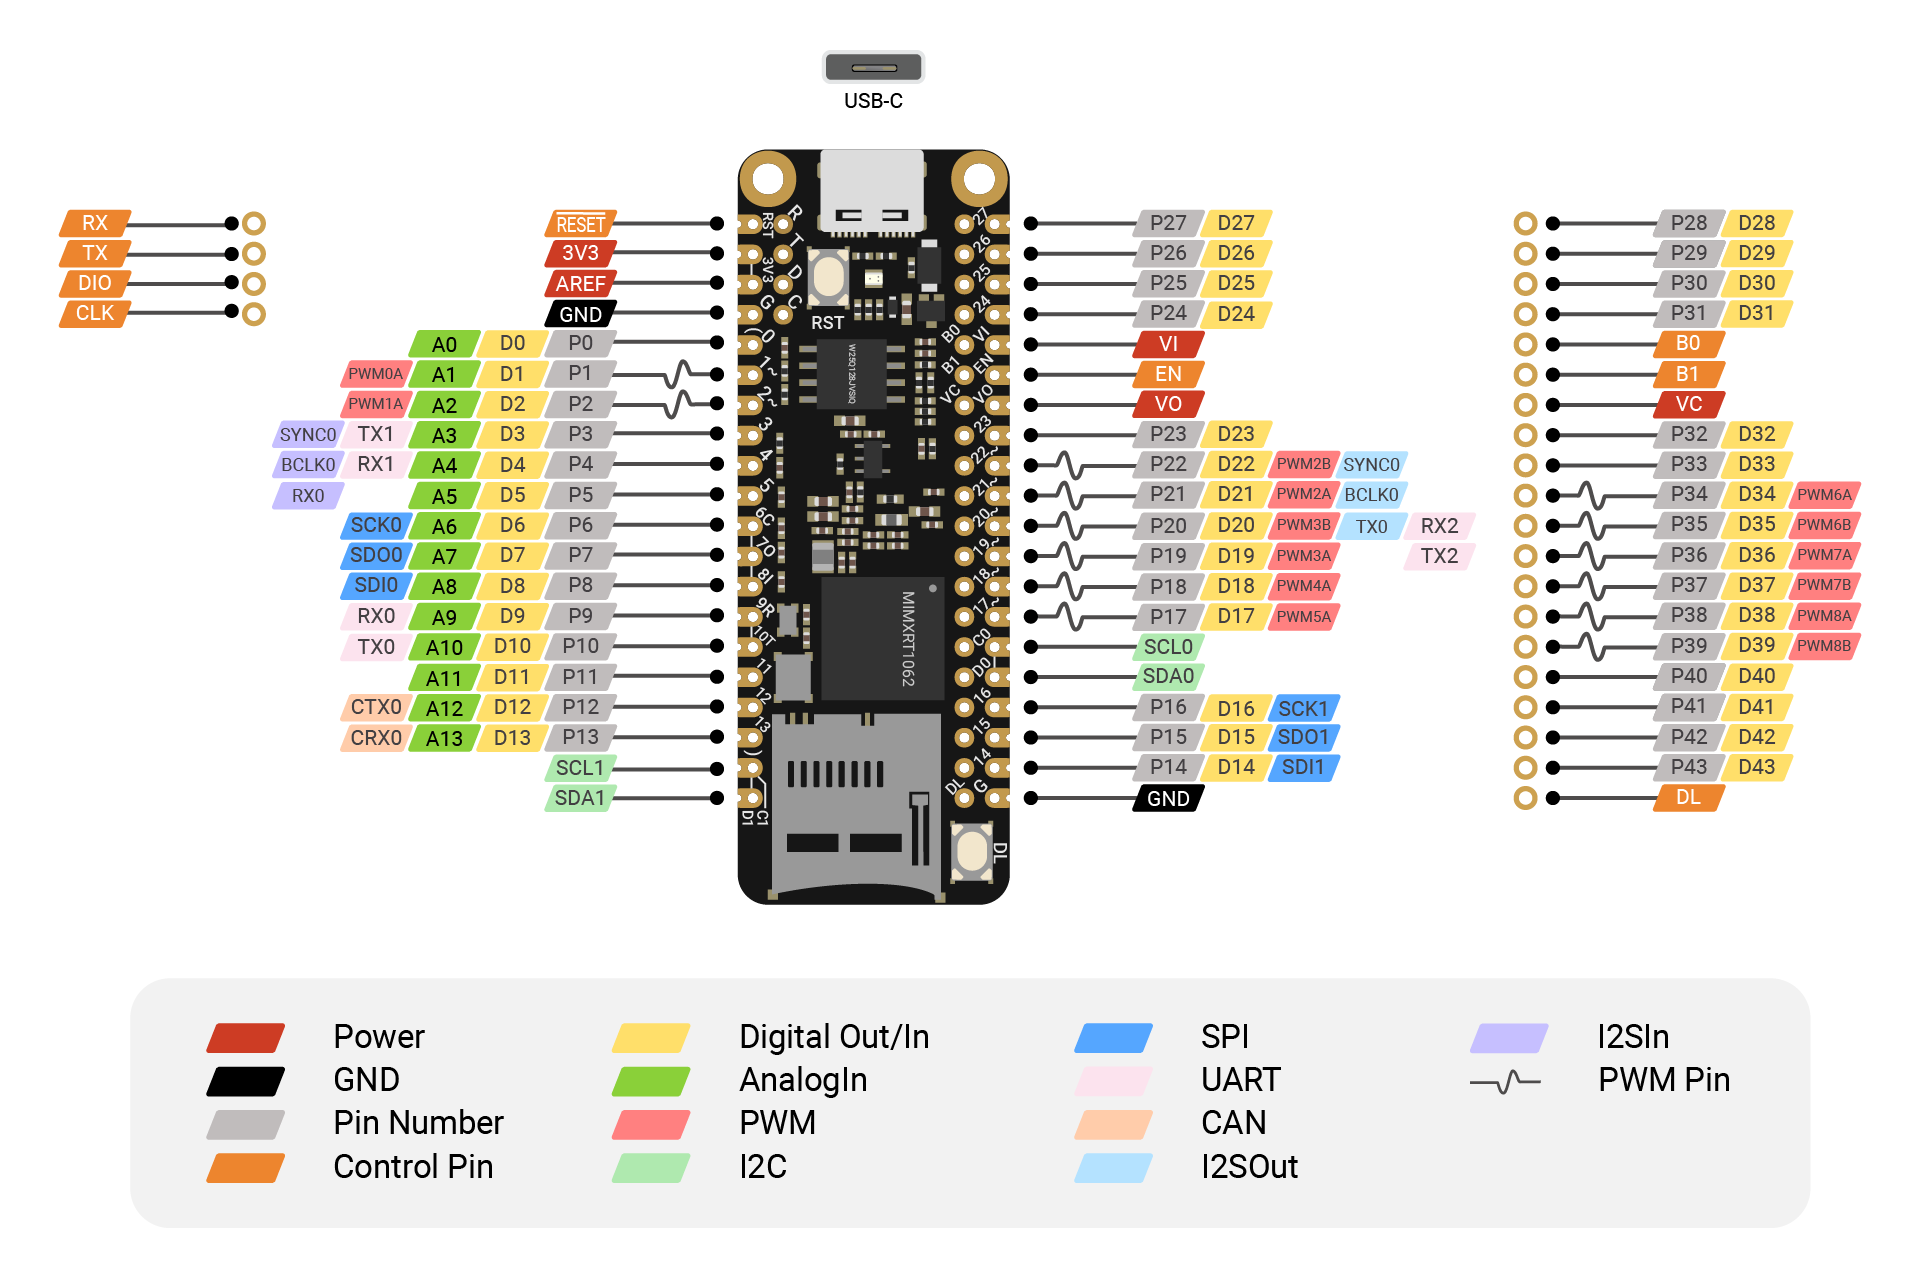 USB-C
RX
TX
DIO
CLK
RESET
3V3
AREF
GND
A0 D0 P0
PWM0A A1 D1 P1
PWM1A A2 D2 P2
SYNC0 TX1 A3 D3 P3
BCLK0 RX1 A4 D4 P4
RX0 A5 D5 P5
SCK0 A6 D6 P6
SDO0 A7 D7 P7
SDI0 A8 D8 P8
RX0 A9 D9 P9
TX0 A10 D10 P10
A11 D11 P11
CTX0 A12 D12 P12
CRX0 A13 D13 P13
SCL1
SDA1
RST
3V3
G
0
1~
2~
3
4
5
6C
7O
8I
9R
10T
11
12
13
D1
C1
R
T
D
C
RST
W25Q128JVSIQ
MIMXRT1062
27
26
25
24
B0 VI
B1 EN
VC VO
23
22~
21~
20~
19~
18~
17~
C0
D0
16
15
14
DL G
DL
P27 D27
P26 D26
P25 D25
P24 D24
VI
EN
VO
P23 D23
P22 D22 PWM2B SYNC0
P21 D21 PWM2A BCLK0
P20 D20 PWM3B TX0 RX2
P19 D19 PWM3A TX2
P18 D18 PWM4A
P17 D17 PWM5A
SCL0
SDA0
P16 D16 SCK1
P15 D15 SDO1
P14 D14 SDI1
GND
P28 D28
P29 D29
P30 D30
P31 D31
B0
B1
VC
P32 D32
P33 D33
P34 D34 PWM6A
P35 D35 PWM6B
P36 D36 PWM7A
P37 D37 PWM7B
P38 D38 PWM8A
P39 D39 PWM8B
P40 D40
P41 D41
P42 D42
P43 D43
DL
Power
GND
Pin Number
Control Pin
Digital Out/In
AnalogIn
PWM
I2C
SPI
UART
CAN
I2SOut
I2SIn
PWM Pin